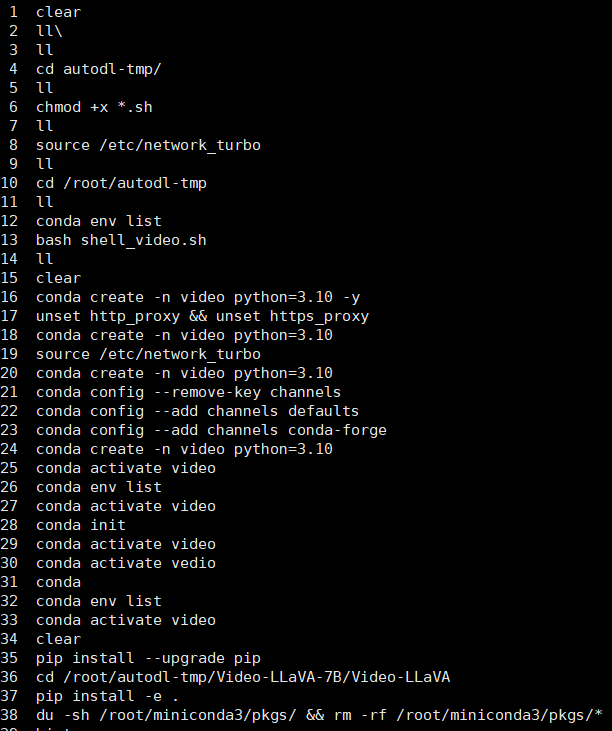 1 clear
2 ll\
3 ll
4 cd autodl-tmp/
5 ll
6 chmod +x *.sh
7 ll
8 source /etc/network_turbo
9 ll
10 cd /root/autodl-tmp
11 ll
12 conda env list
13 bash shell_video.sh
14 ll
15 clear
16 conda create -n video python=3.10 -y
17 unset http_proxy && unset https_proxy
18 conda create -n video python=3.10
19 source /etc/network_turbo
20 conda create -n video python=3.10
21 conda config --remove-key channels
22 conda config --add channels defaults
23 conda config --add channels conda-forge
24 conda create -n video python=3.10
25 conda activate video
26 conda env list
27 conda activate video
28 conda init
29 conda activate video
30 conda activate vedio
31 conda
32 conda env list
33 conda activate video
34 clear
35 pip install --upgrade pip
36 cd /root/autodl-tmp/Video-LLaVA-7B/Video-LLaVA
37 pip install -e .
38 du -sh /root/miniconda3/pkgs/ && rm -rf /root/miniconda3/pkgs/*